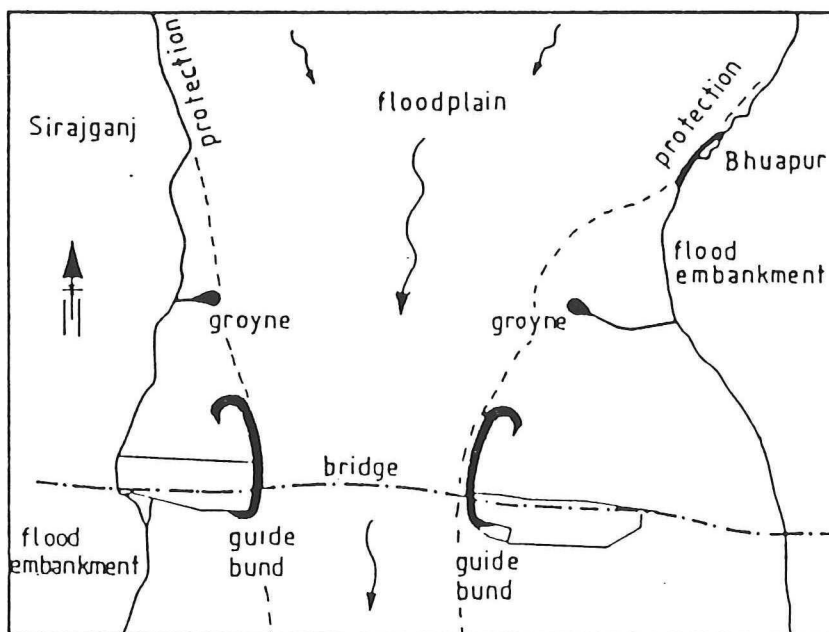 protection
floodplain
Sirajganj
protection
Bhuapur
flood
embankment
groyne
groyne
bridge
flood
embankment
guide
bund
guide
bund